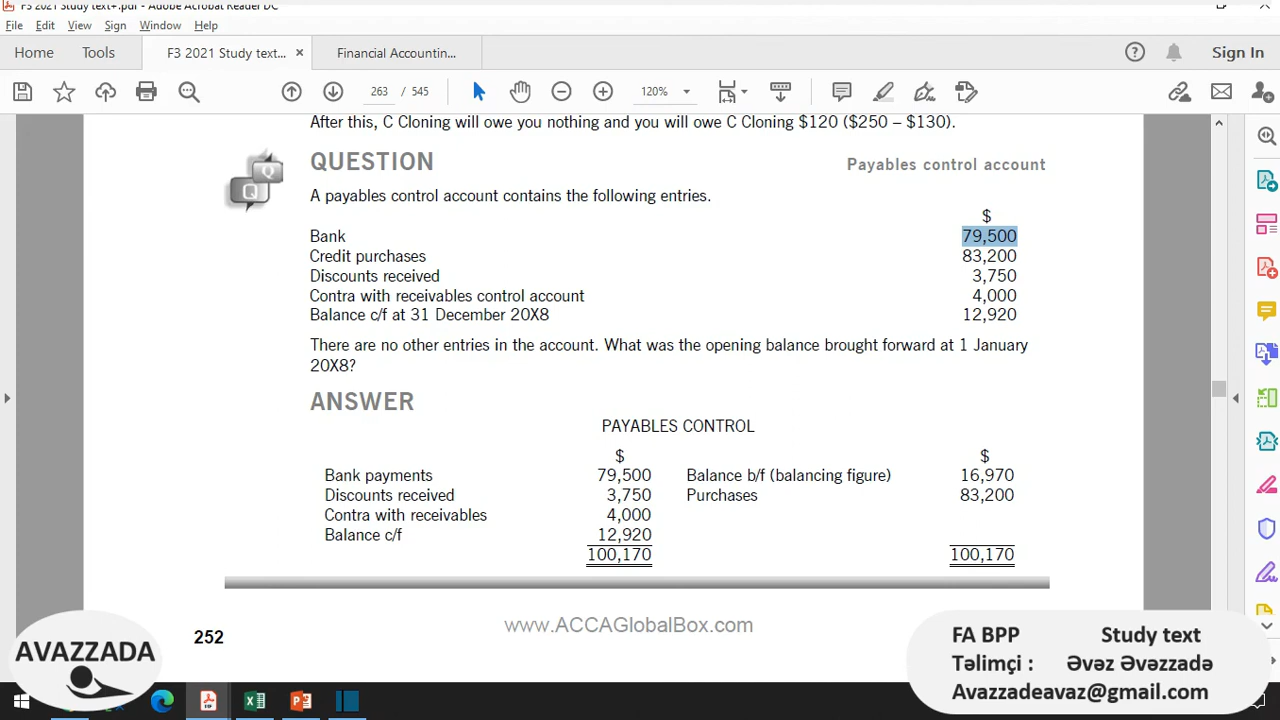 F3 2021 Study text+.pdf - Adobe Acrobat Reader DC
File Edit View Sign Window Help
Home Tools F3 2021 Study text... × Financial Accountin... Sign In
263 / 545 120%
After this, C Cloning will owe you nothing and you will owe C Cloning $120 ($250 – $130).
Q Q
QUESTION Payables control account
A payables control account contains the following entries.
$
Bank 79,500
Credit purchases 83,200
Discounts received 3,750
Contra with receivables control account 4,000
Balance c/f at 31 December 20X8 12,920
There are no other entries in the account. What was the opening balance brought forward at 1 January
20X8?
ANSWER
PAYABLES CONTROL
$ $
Bank payments 79,500 Balance b/f (balancing figure) 16,970
Discounts received 3,750 Purchases 83,200
Contra with receivables 4,000
Balance c/f 12,920
100,170 100,170
252 www.ACCAGlobalBox.com
AVAZZADA
FA BPP Study text
Təlimçi : Əvəz Əvəzzadə
Avazzadeavaz@gmail.com